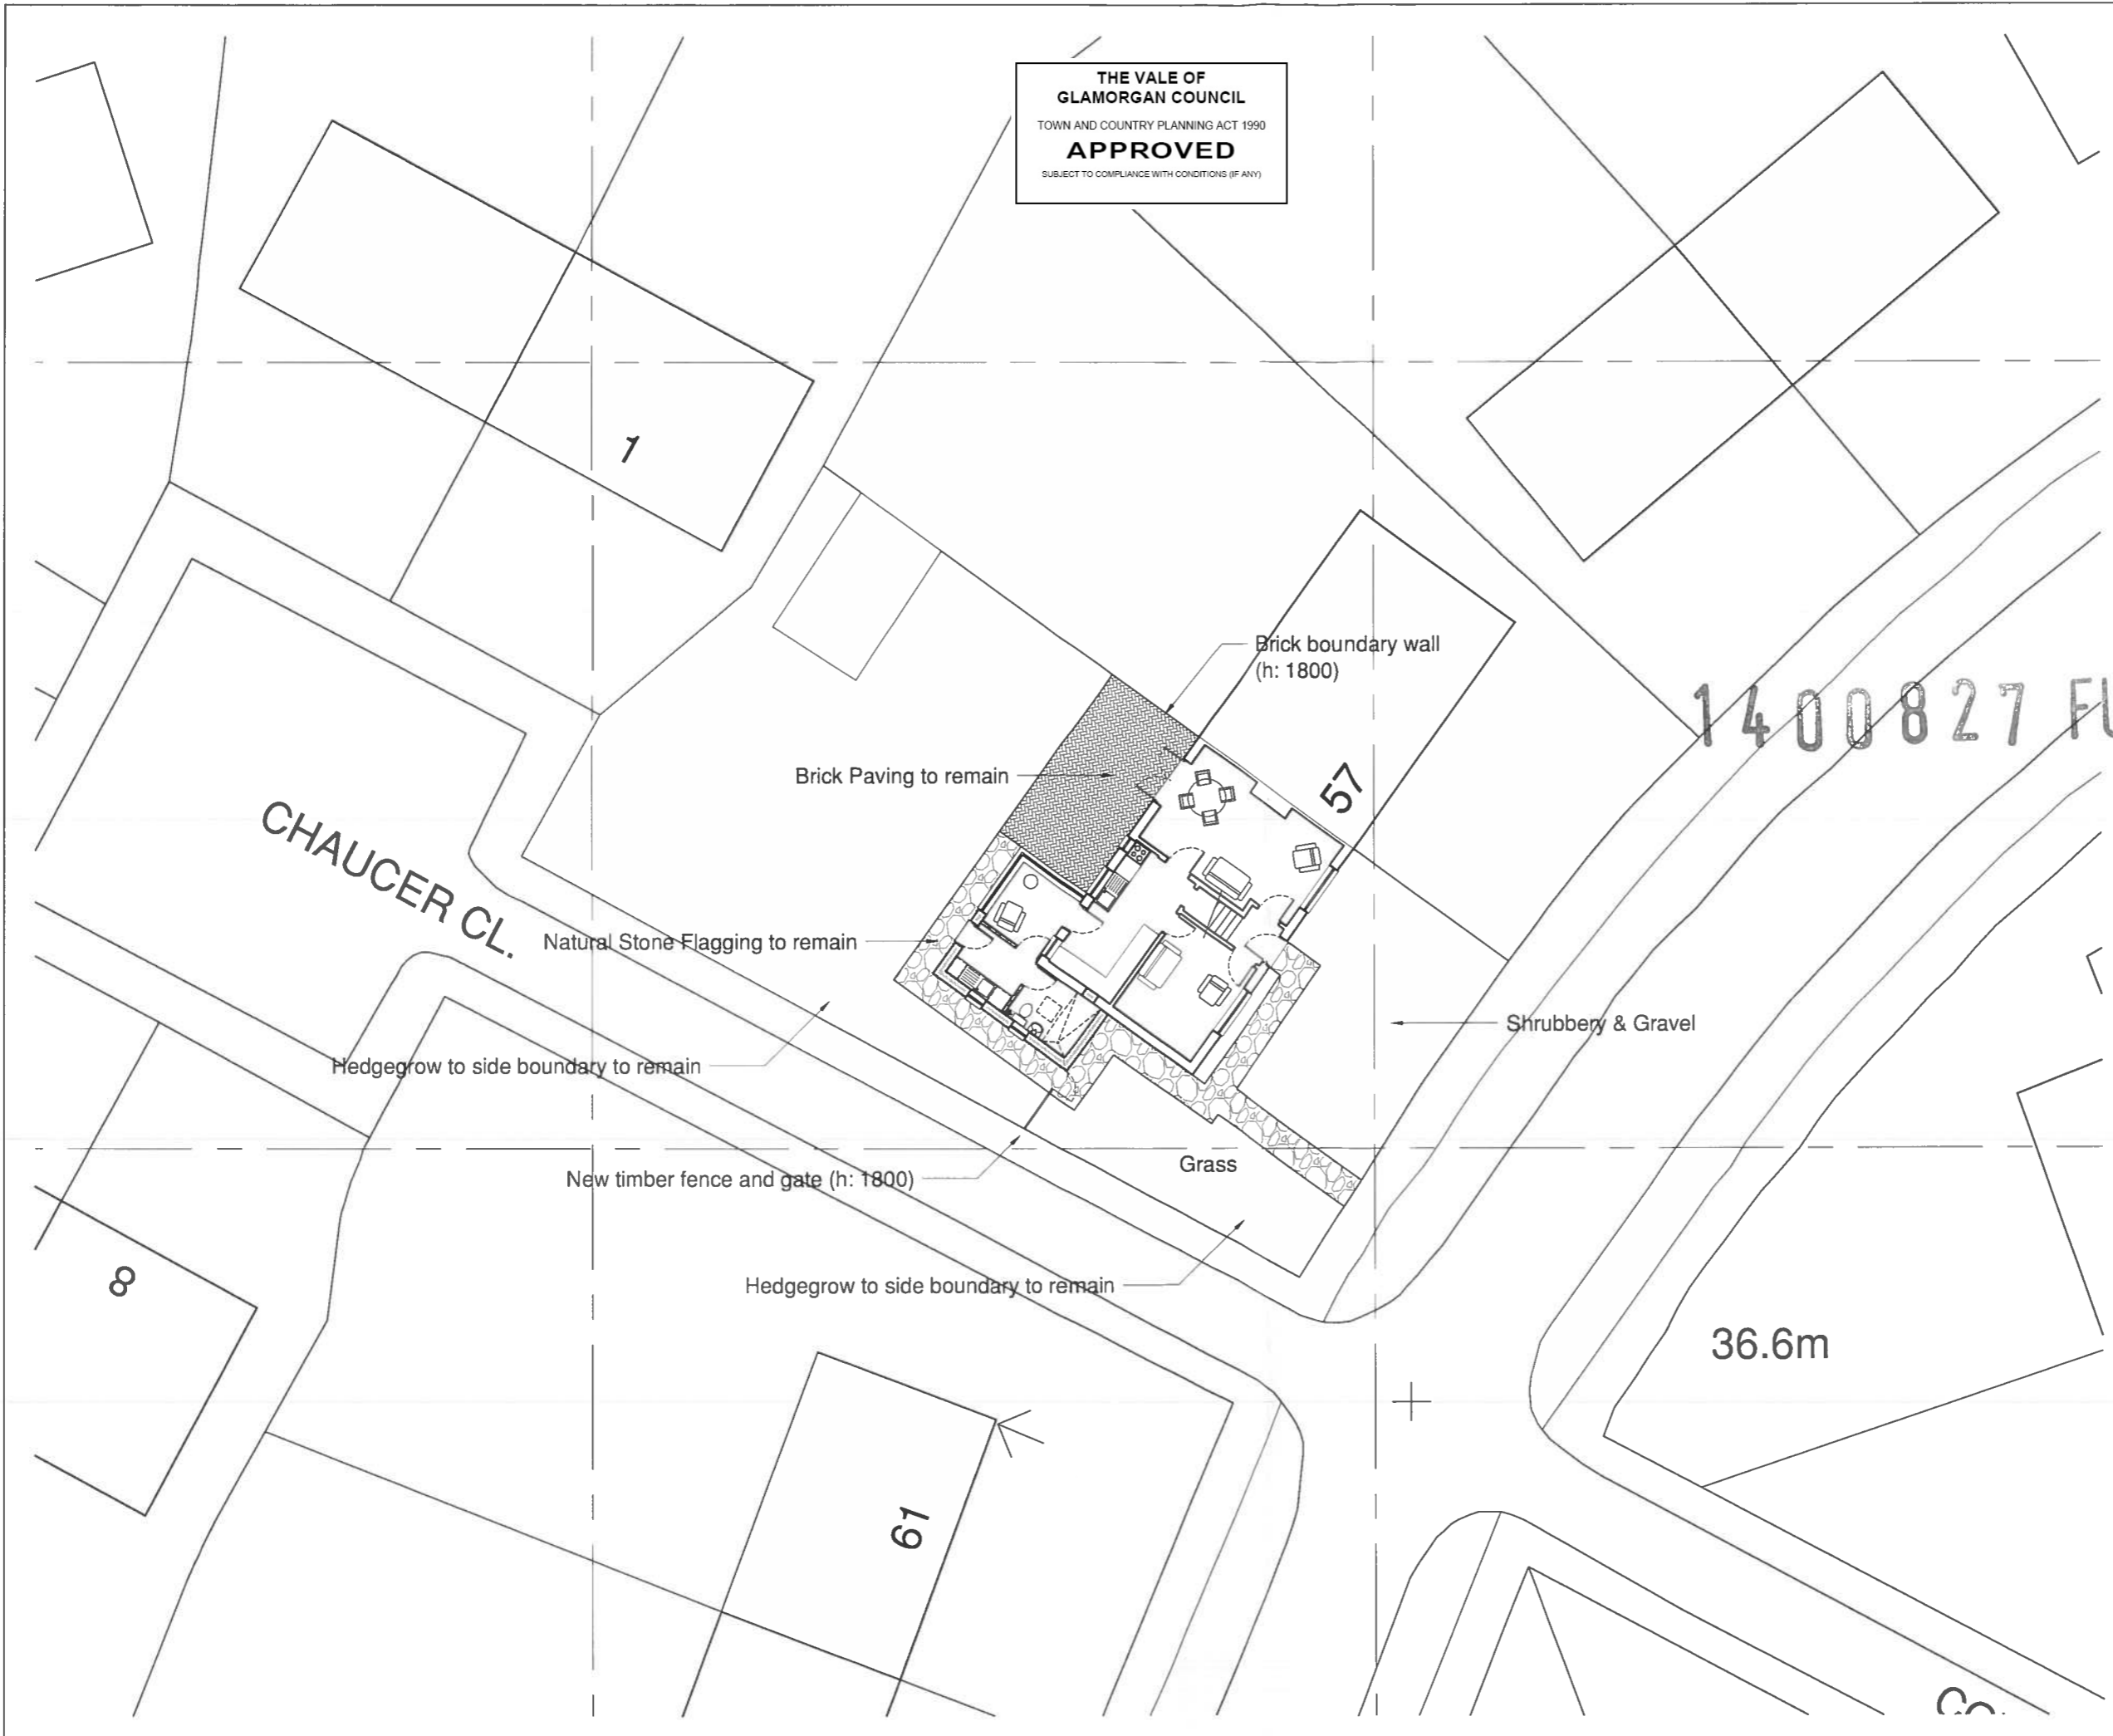 THE VALE OF
GLAMORGAN COUNCIL
TOWN AND COUNTRY PLANNING ACT 1990
APPROVED
SUBJECT TO COMPLIANCE WITH CONDITIONS (IF ANY)
1
Brick boundary wall
(h: 1800)
1400827
57
Brick Paving to remain
CHAUCER CL.
Natural Stone Flagging to remain
Shrubbery & Gravel
Hedgegrow to side boundary to remain
Grass
New timber fence and gate (h: 1800)
8
Hedgegrow to side boundary to remain
36.6m
61